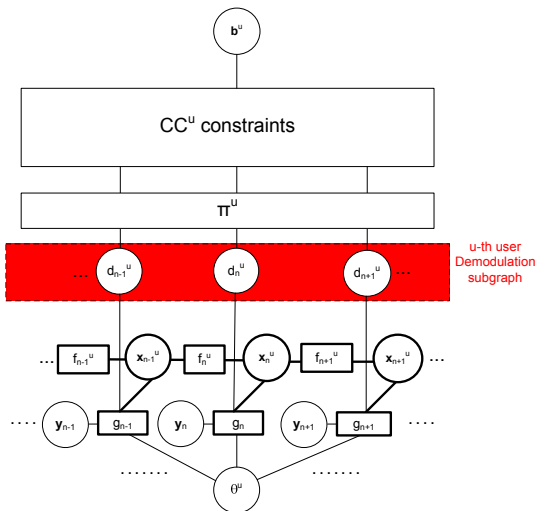 b^u
CC^u constraints
π^u
u-th user
Demodulation
subgraph
... d_{n-1}^u d_n^u d_{n+1}^u ...
... f_{n-1}^u x_{n-1}^u f_n^u x_n^u f_{n+1}^u x_{n+1}^u ...
.... y_{n-1} g_{n-1} y_n g_n y_{n+1} g_{n+1} ....
....... .......
θ^u